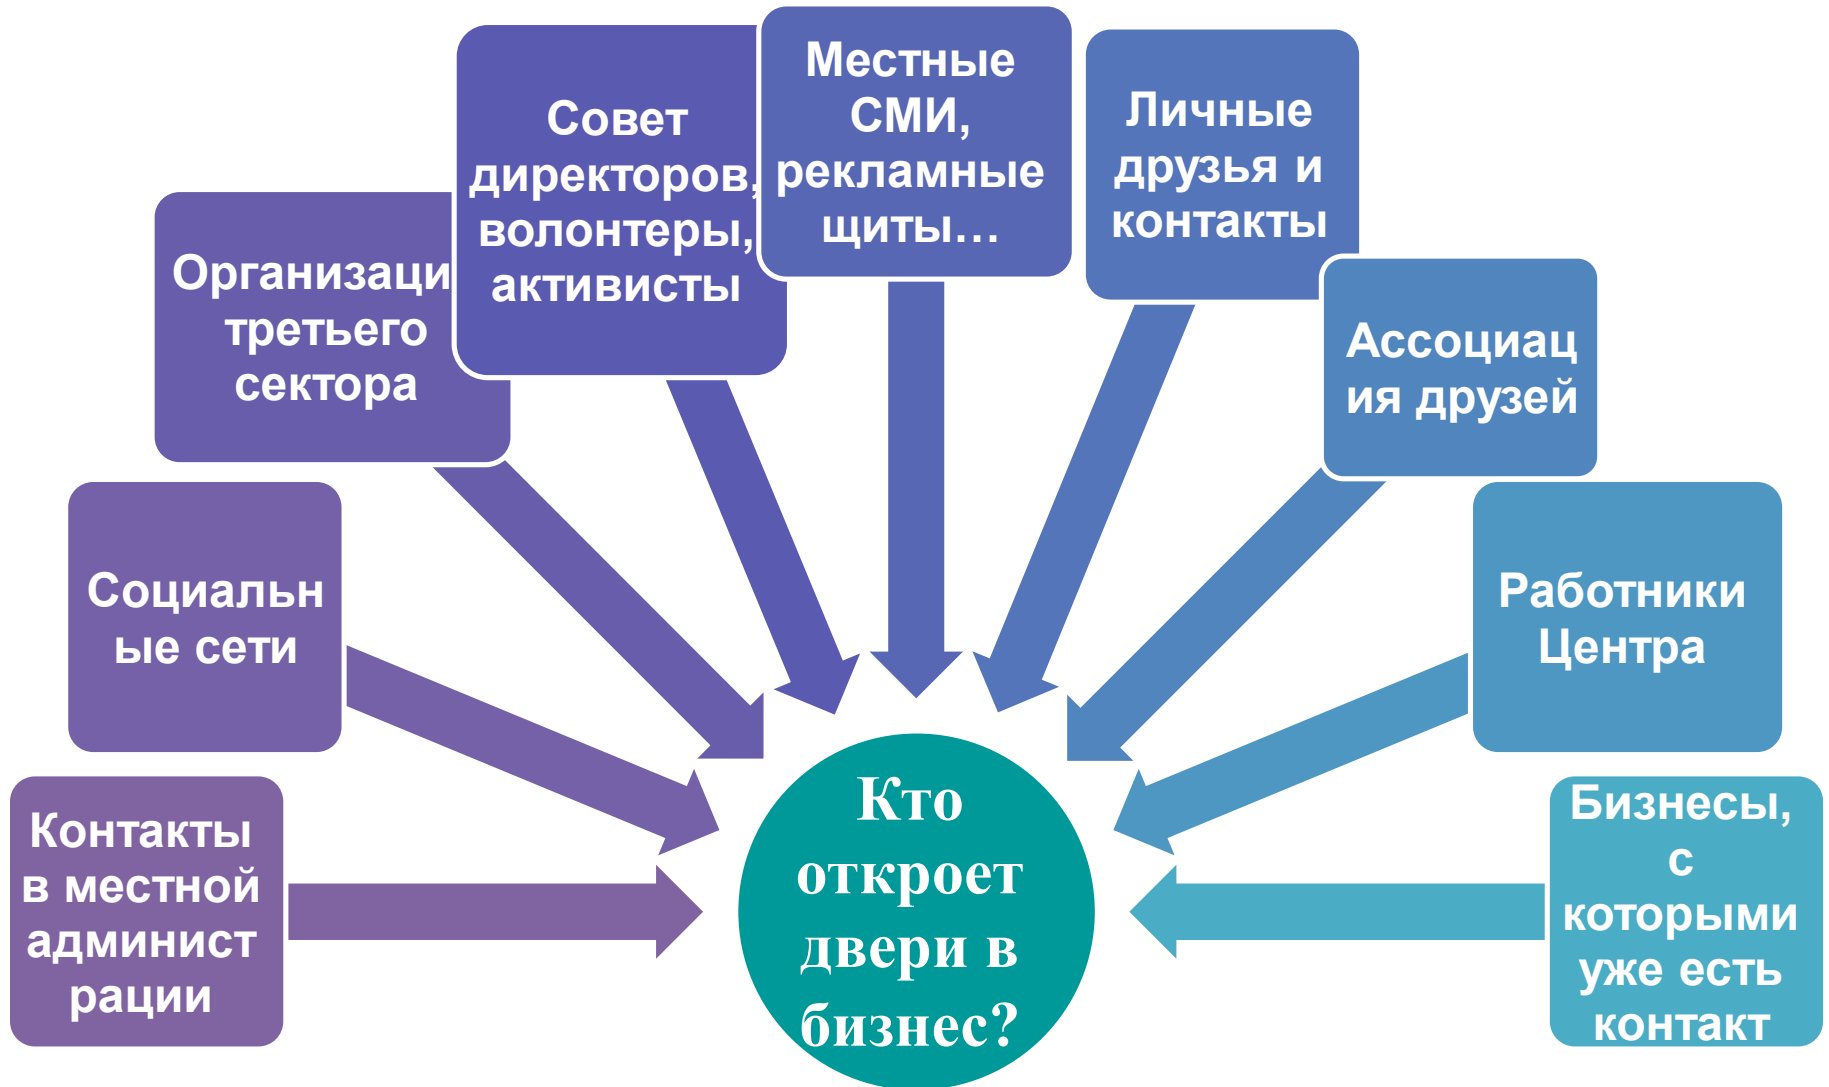 Местные
СМИ,
рекламные
щиты…
Совет
директоров,
волонтеры,
активисты
Личные
друзья и
контакты
Организаци
третьего
сектора
Ассоциац
ия друзей
Социальн
ые сети
Работники
Центра
Контакты
в местной
админист
рации
Кто
откроет
двери в
бизнес?
Бизнесы,
с
которыми
уже есть
контакт